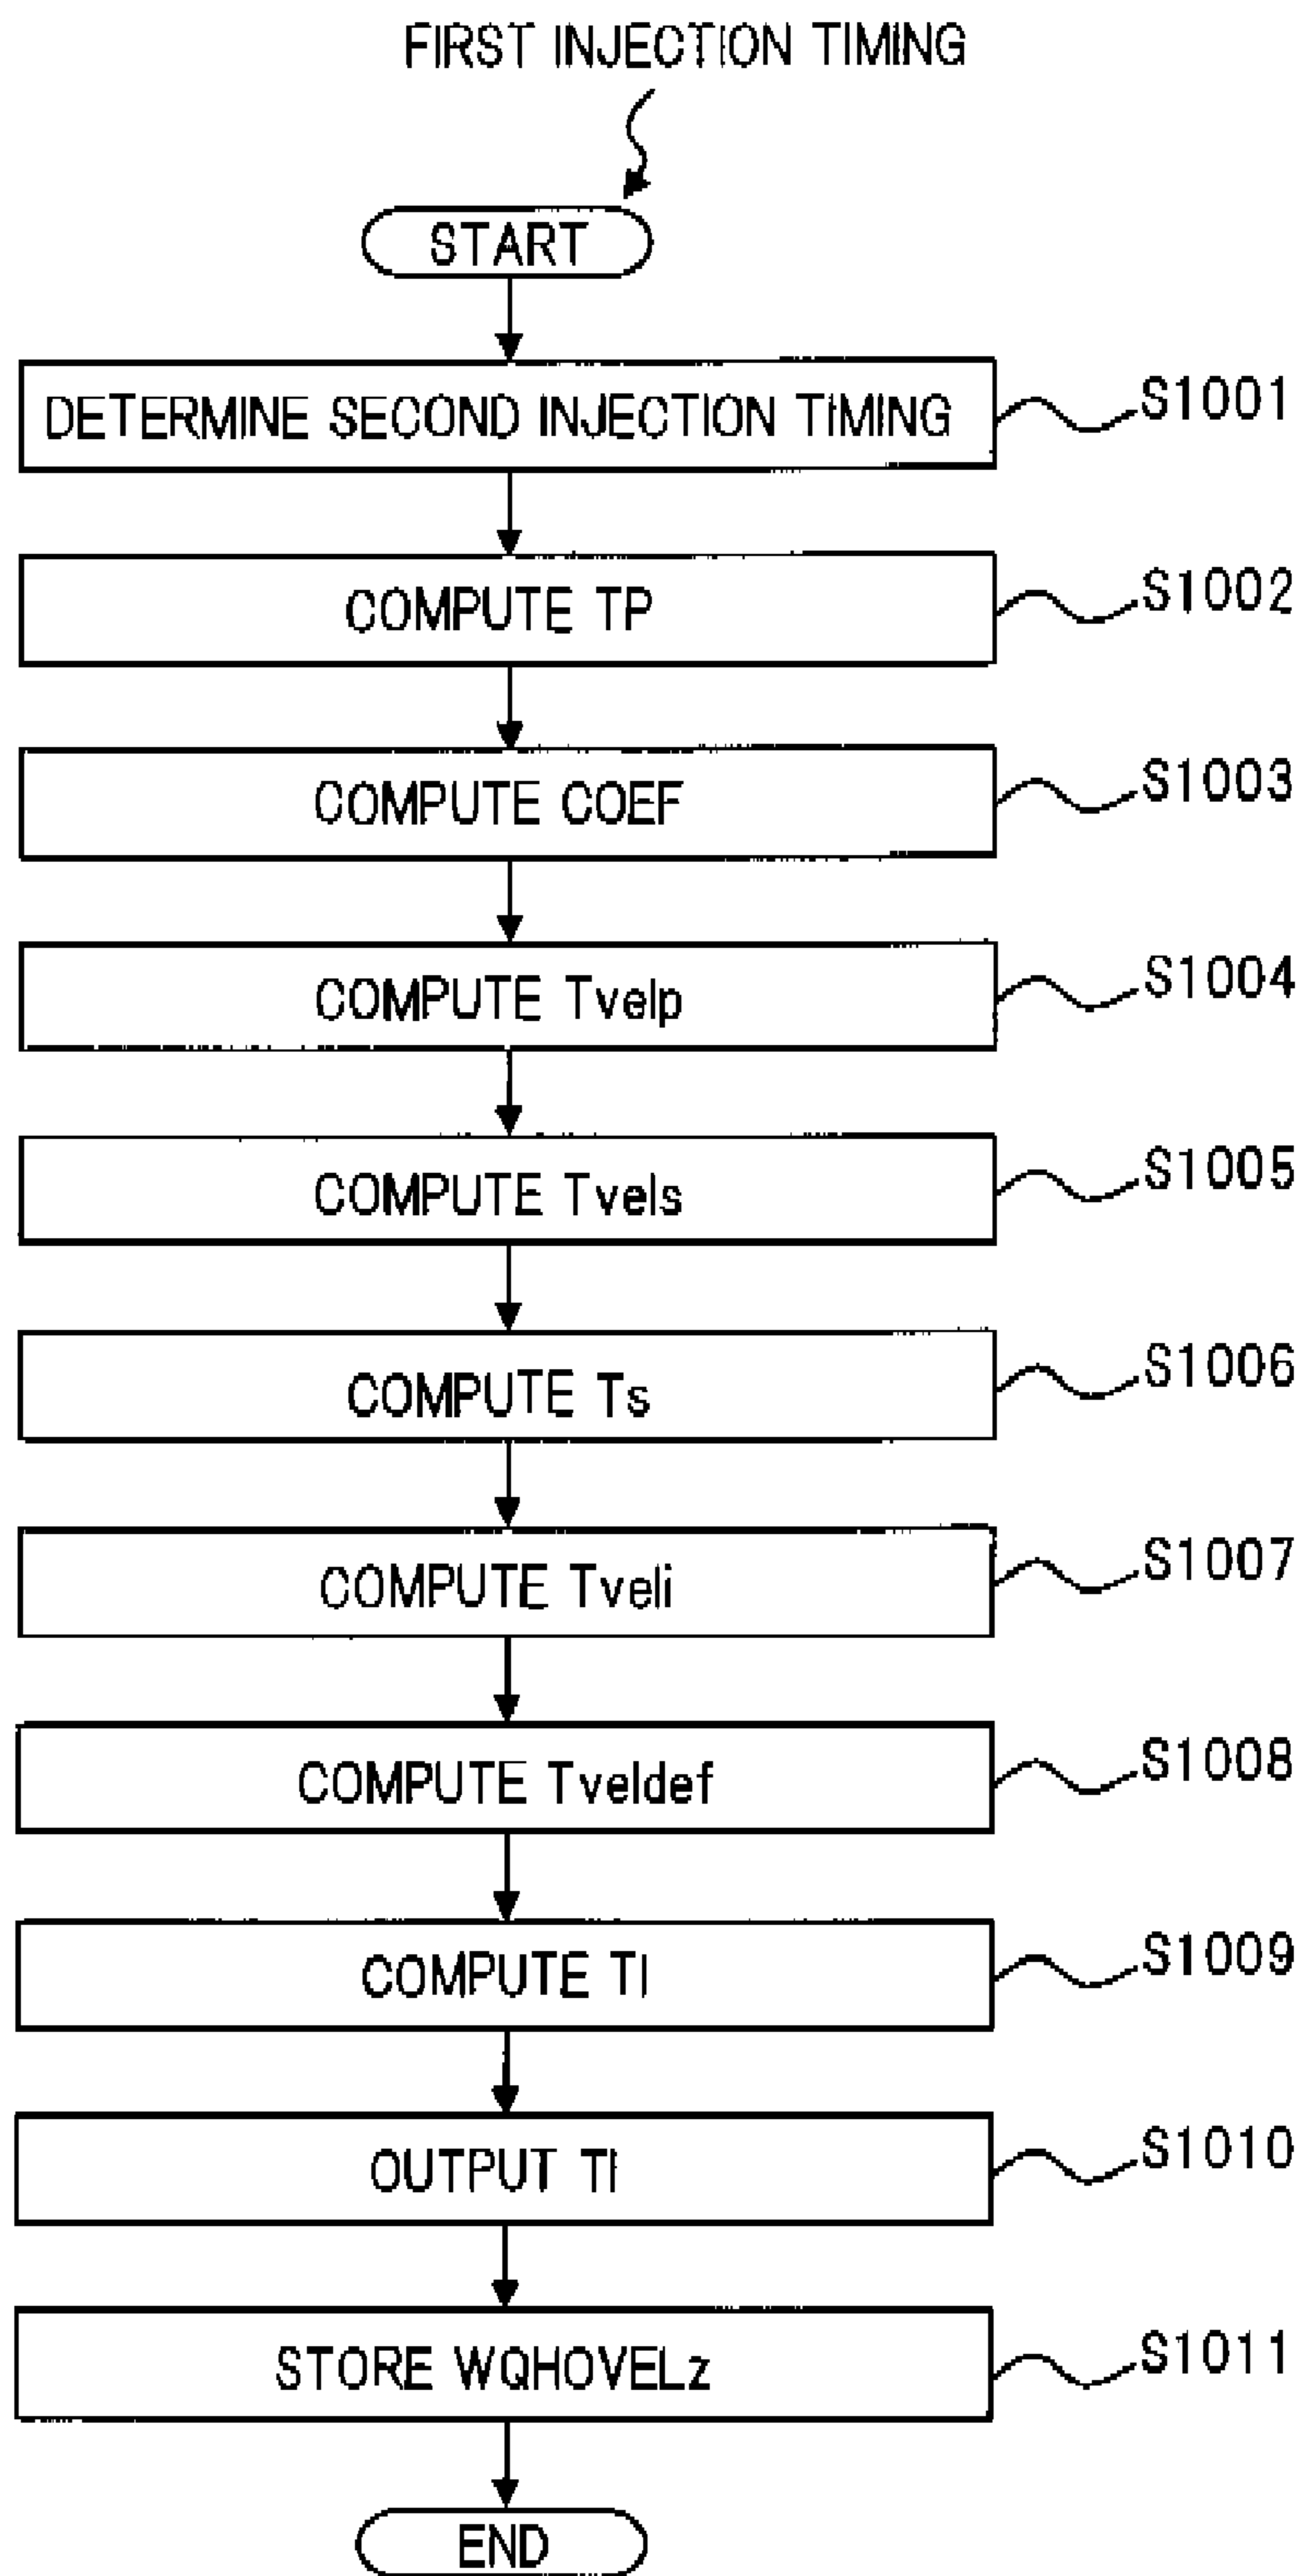 FIRST INJECTION TIMING
START
DETERMINE SECOND INJECTION TIMING
S1001
COMPUTE TP
S1002
COMPUTE COEF
S1003
COMPUTE Tvelp
S1004
COMPUTE Tvels
S1005
COMPUTE Ts
S1006
COMPUTE Tveli
S1007
COMPUTE Tveldef
S1008
COMPUTE TI
S1009
OUTPUT TI
S1010
STORE WQHOVELz
S1011
END